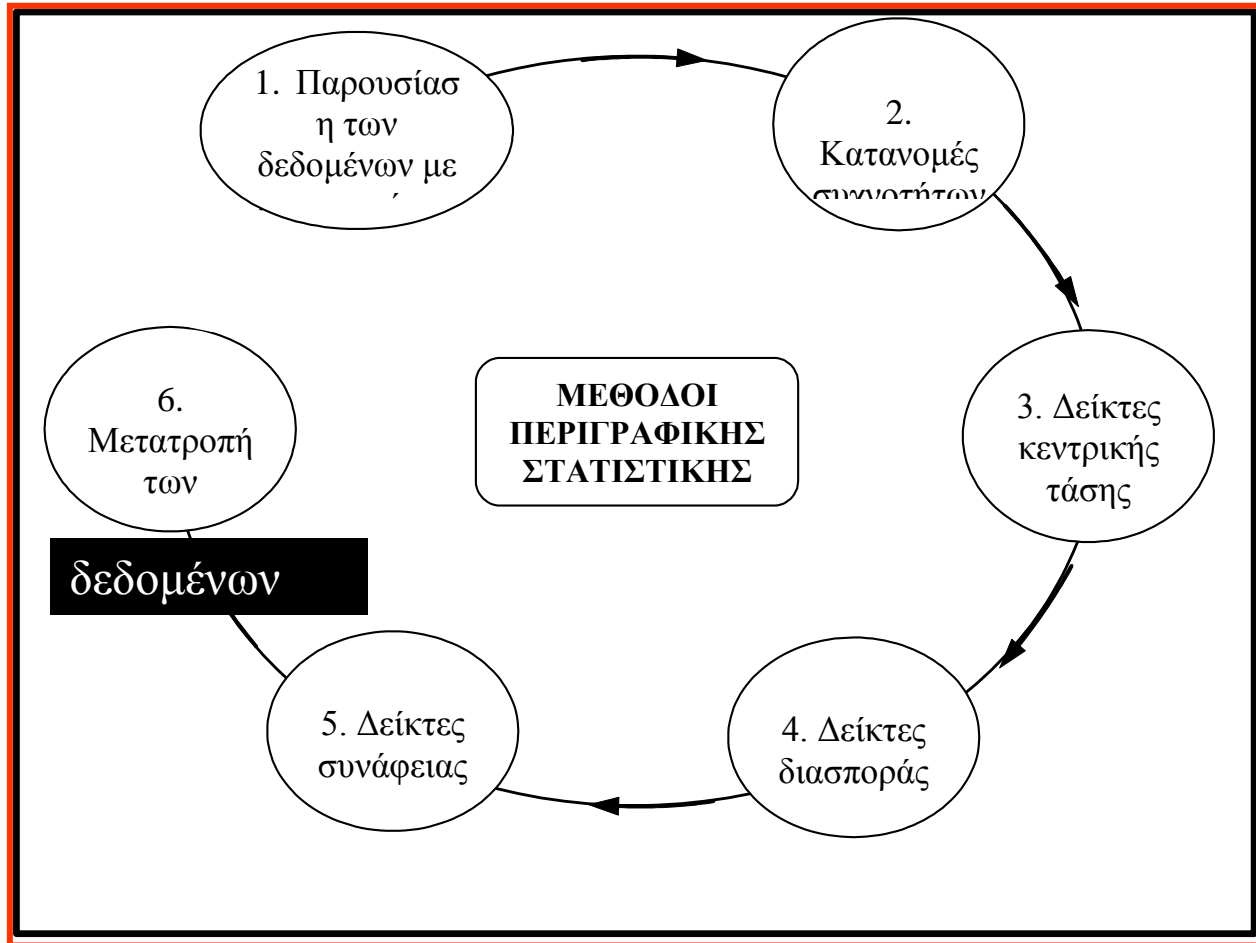 1. Παρουσίασ
η των
δεδομένων με
2.
Κατανομές
συχνοτήτων
3. Δείκτες
κεντρικής
τάσης
4. Δείκτες
διασποράς
5. Δείκτες
συνάφειας
6.
Μετατροπή
των
δεδομένων
ΜΕΘΟΔΟΙ
ΠΕΡΙΓΡΑΦΙΚΗΣ
ΣΤΑΤΙΣΤΙΚΗΣ